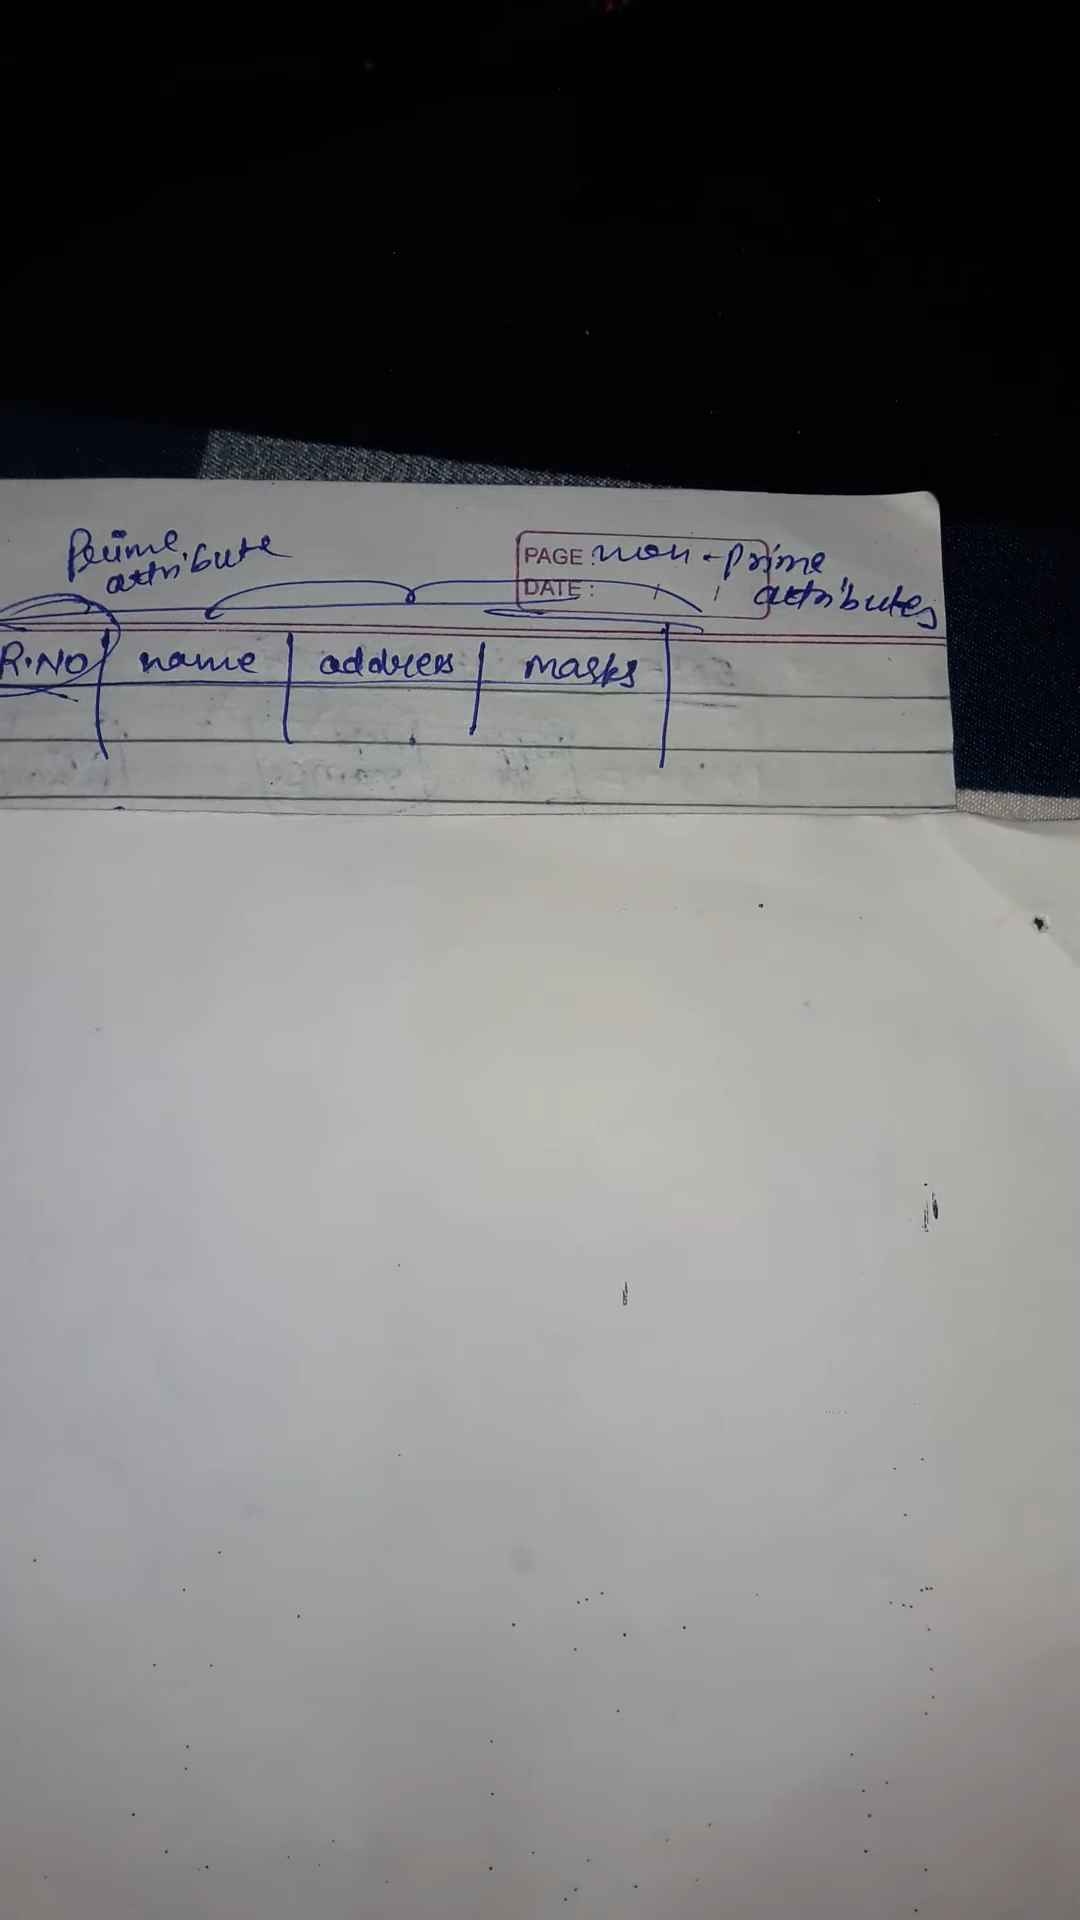 Prime
attribute
PAGE: non-prime
DATE: attributes
R.NO name address marks